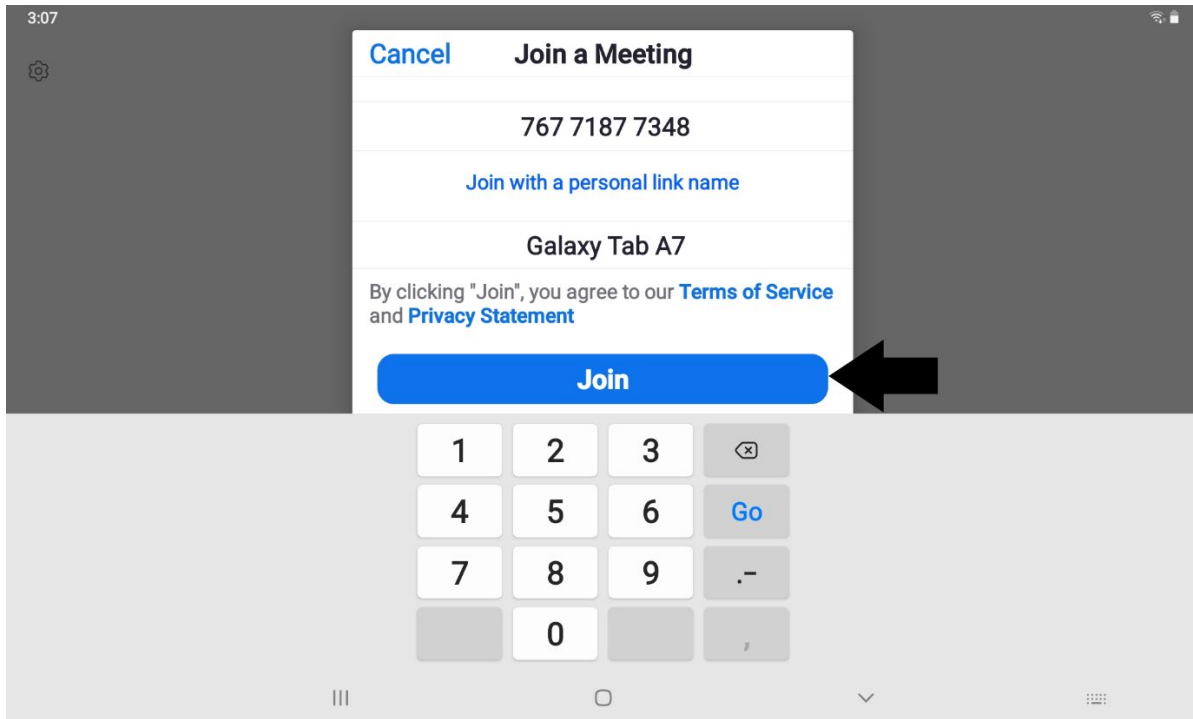 3:07
Cancel Join a Meeting
767 7187 7348
Join with a personal link name
Galaxy Tab A7
By clicking "Join", you agree to our Terms of Service
and Privacy Statement
Join
1 2 3
4 5 6 Go
7 8 9 .-
0 ,